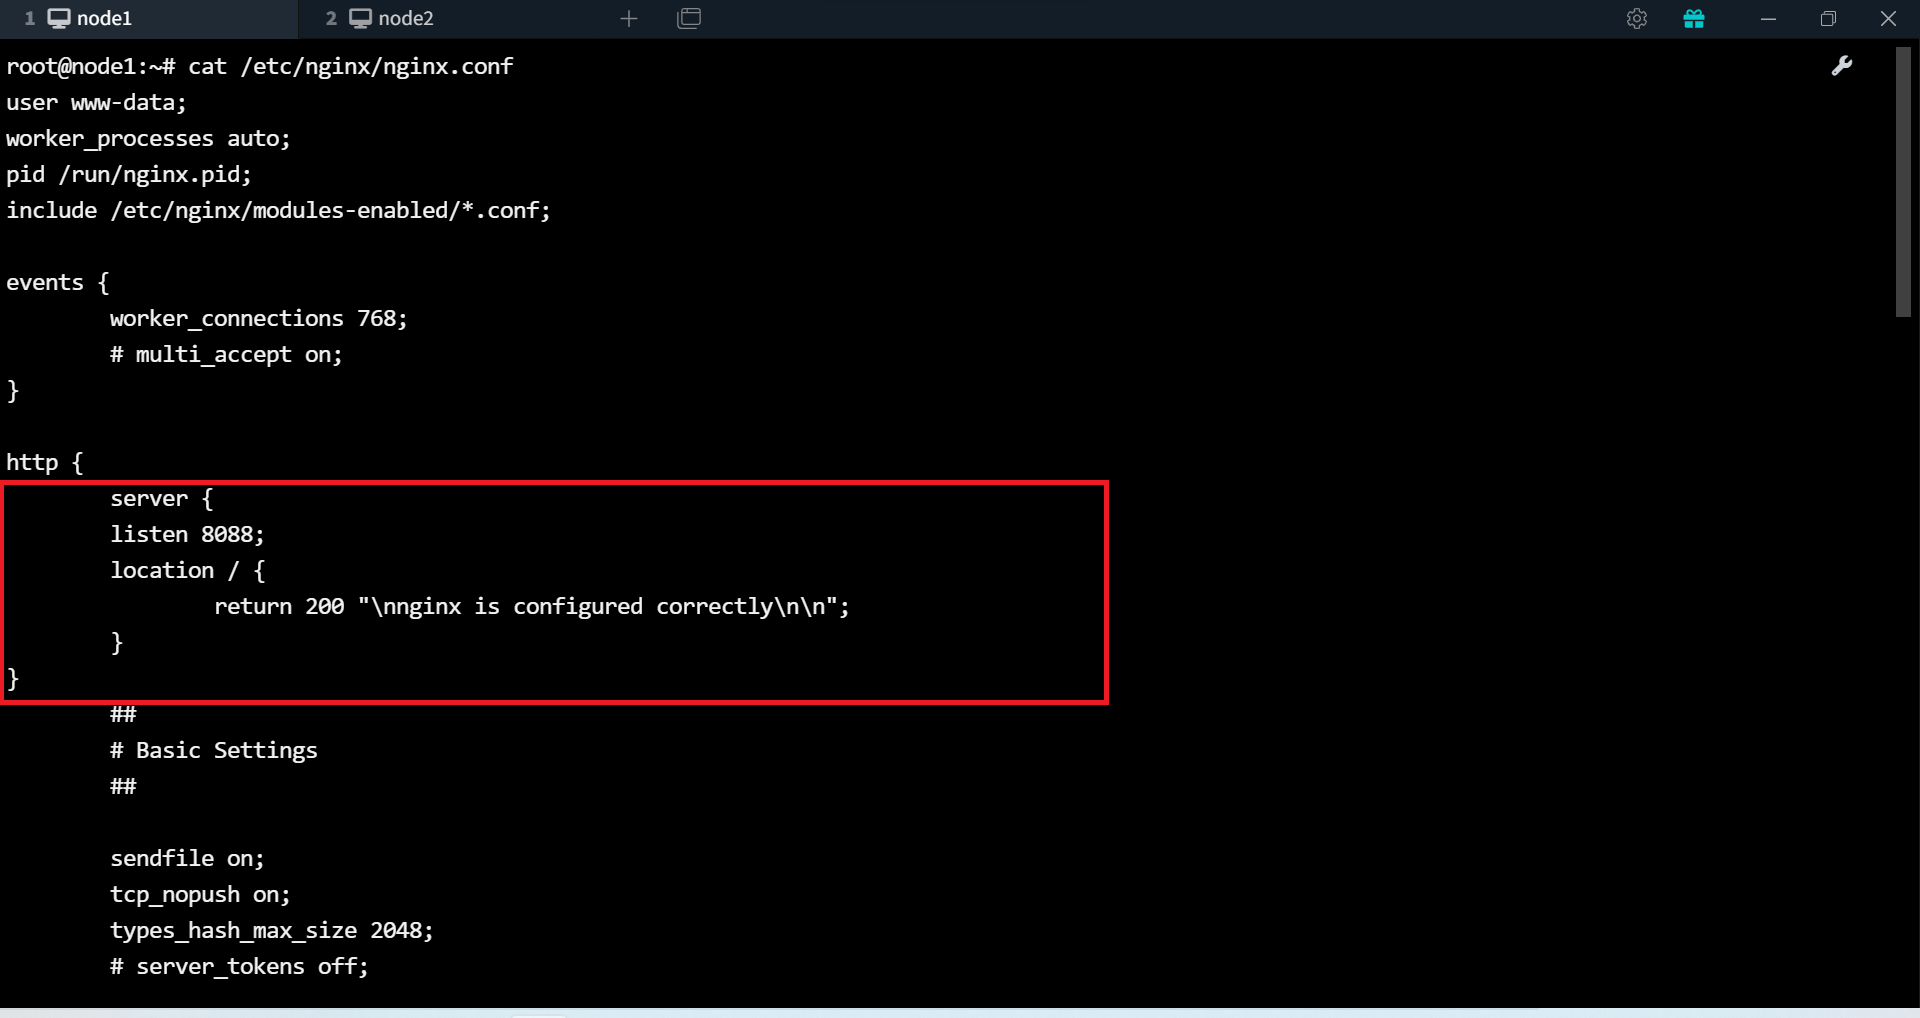 1 node1 2 node2
root@node1:~# cat /etc/nginx/nginx.conf
user www-data;
worker_processes auto;
pid /run/nginx.pid;
include /etc/nginx/modules-enabled/*.conf;
events {
worker_connections 768;
# multi_accept on;
}
http {
server {
listen 8088;
location / {
return 200 "\nnginx is configured correctly\n\n";
}
}
##
# Basic Settings
##
sendfile on;
tcp_nopush on;
types_hash_max_size 2048;
# server_tokens off;